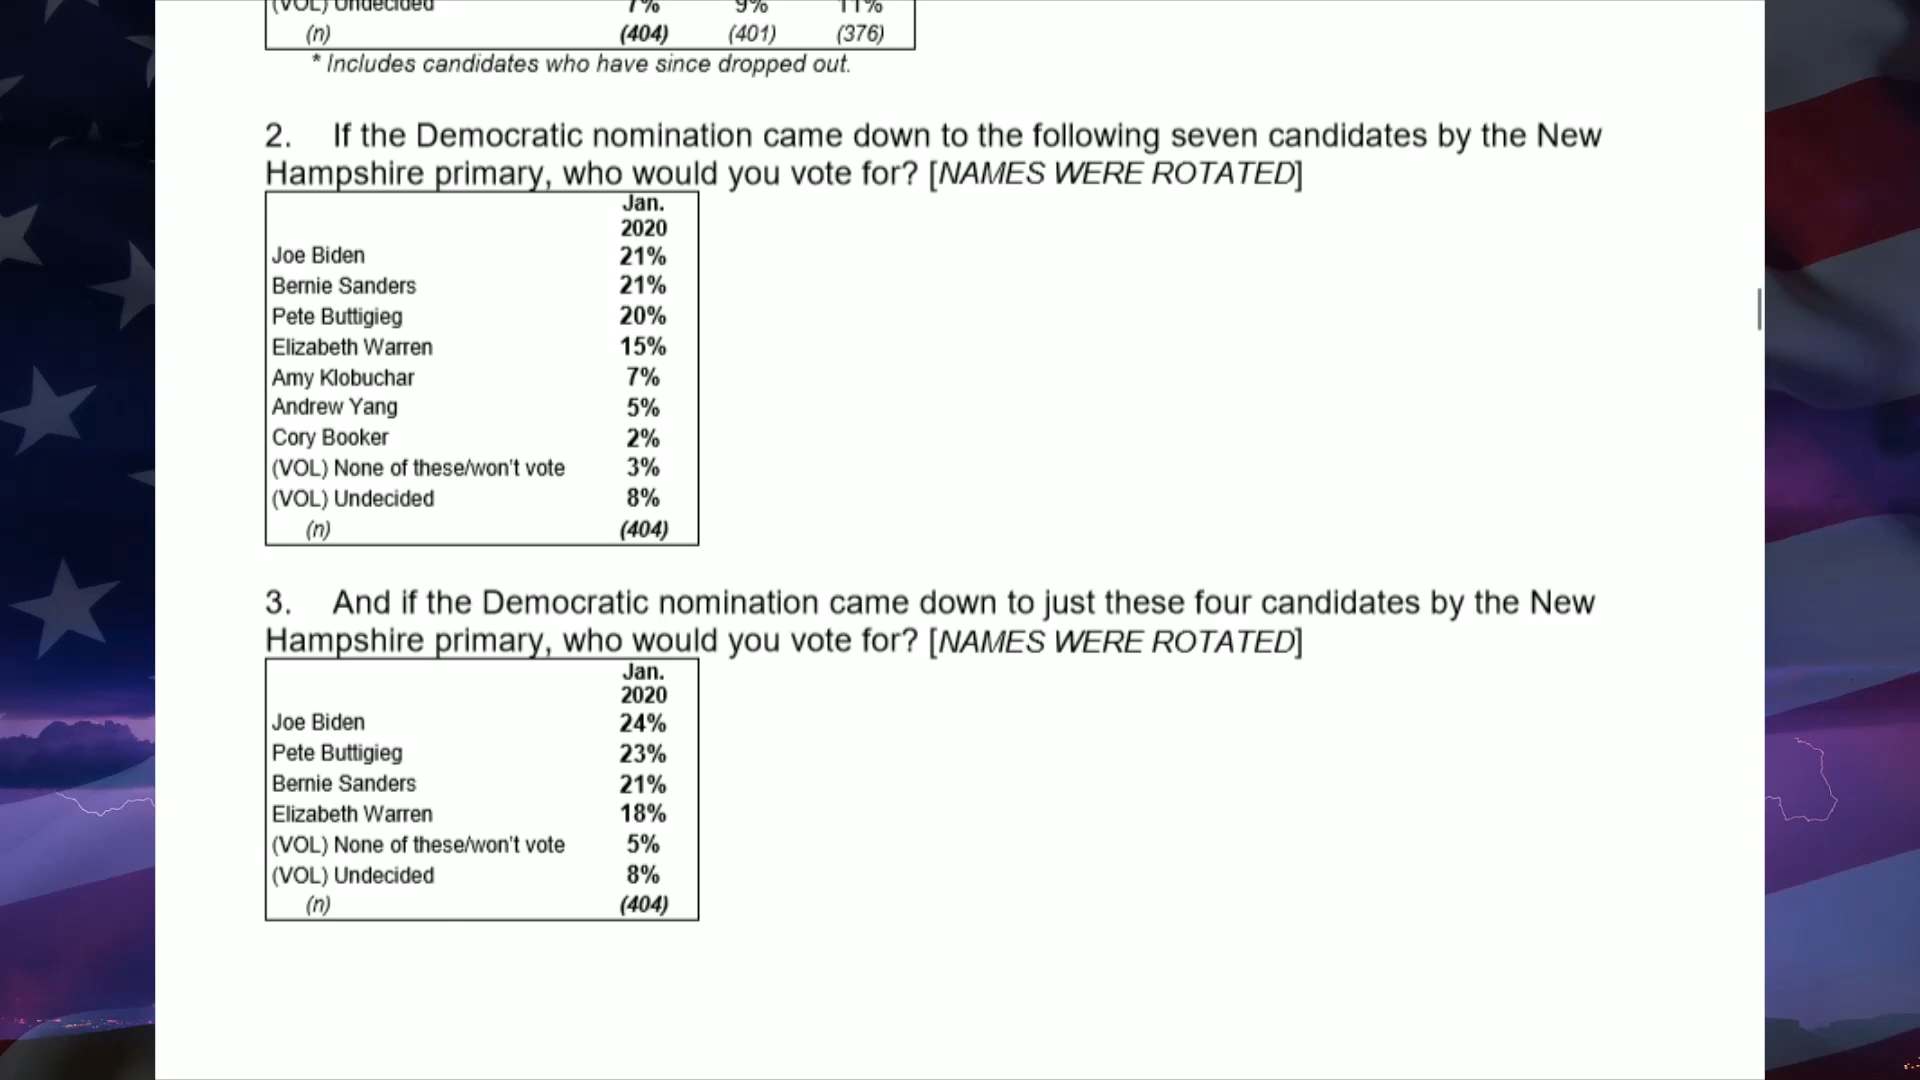 (VOL) Undecided 7% 9% 11%
(n) (404) (401) (376)
* Includes candidates who have since dropped out.
2. If the Democratic nomination came down to the following seven candidates by the New
Hampshire primary, who would you vote for? [NAMES WERE ROTATED]
Jan.
2020
Joe Biden 21%
Bernie Sanders 21%
Pete Buttigieg 20%
Elizabeth Warren 15%
Amy Klobuchar 7%
Andrew Yang 5%
Cory Booker 2%
(VOL) None of these/won't vote 3%
(VOL) Undecided 8%
(n) (404)
3. And if the Democratic nomination came down to just these four candidates by the New
Hampshire primary, who would you vote for? [NAMES WERE ROTATED]
Jan.
2020
Joe Biden 24%
Pete Buttigieg 23%
Bernie Sanders 21%
Elizabeth Warren 18%
(VOL) None of these/won't vote 5%
(VOL) Undecided 8%
(n) (404)